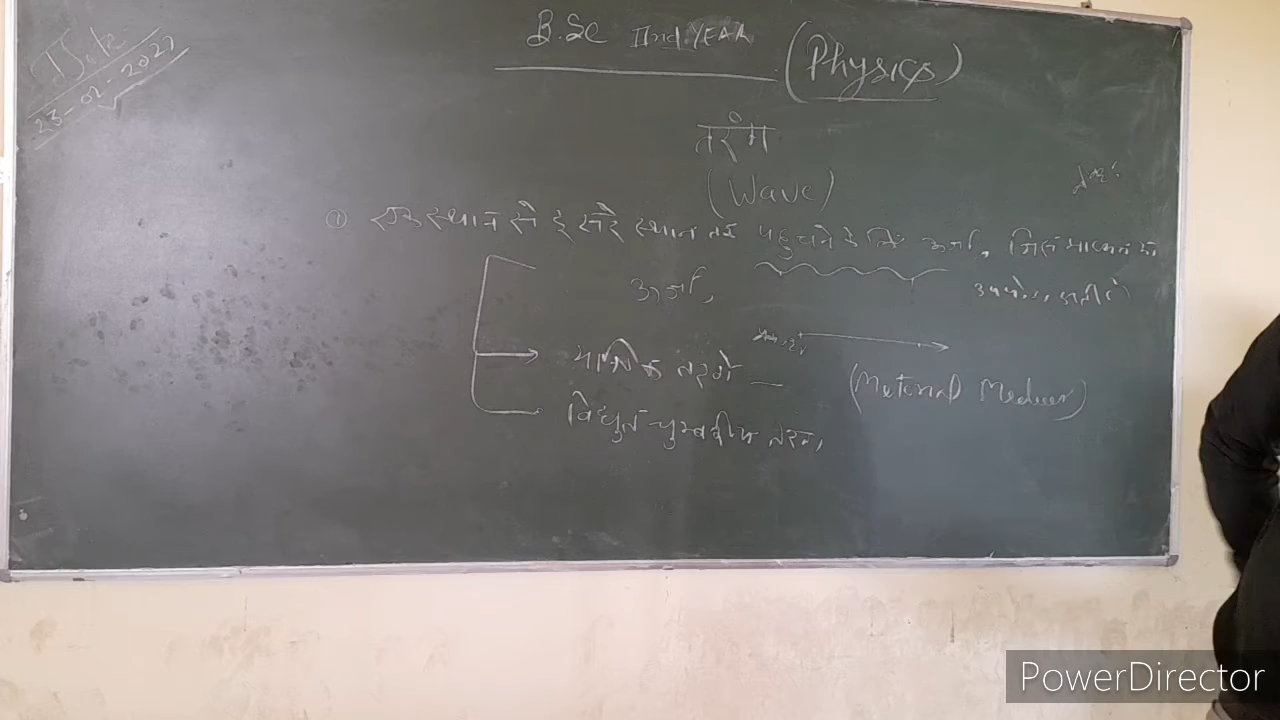 Date
23-02-2021
B.Sc IInd.YEAR (Physics)
तरंग
(Wave)
① एक स्थान से दूसरे स्थान तक पहुचाने के लिए ऊर्जा, जिस माध्यम का
ऊर्जा,
यांत्रिक तरंगे — (Material Medium)
विद्युत चुम्बकीय तरंग,
PowerDirector